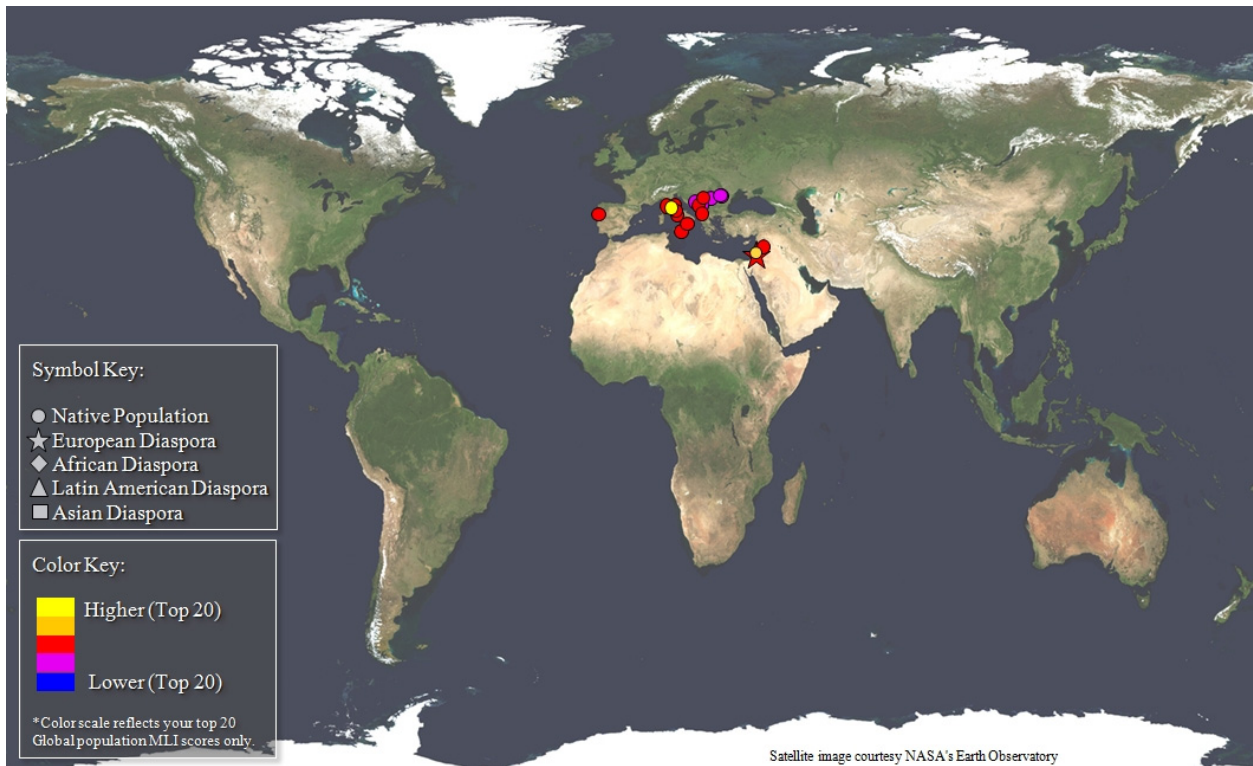 Symbol Key:
Native Population
European Diaspora
African Diaspora
Latin American Diaspora
Asian Diaspora
Color Key:
Higher (Top 20)
Lower (Top 20)
*Color scale reflects your top 20
Global population MLI scores only.
Satellite image courtesy NASA's Earth Observatory